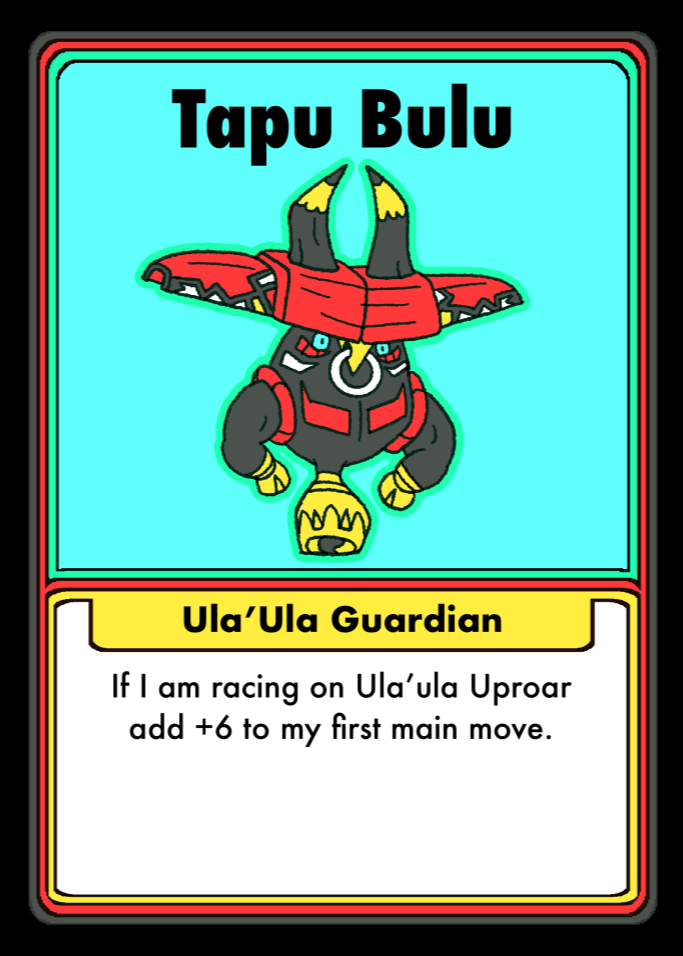 Tapu Bulu
Ula’Ula Guardian
If I am racing on Ula’ula Uproar
add +6 to my first main move.